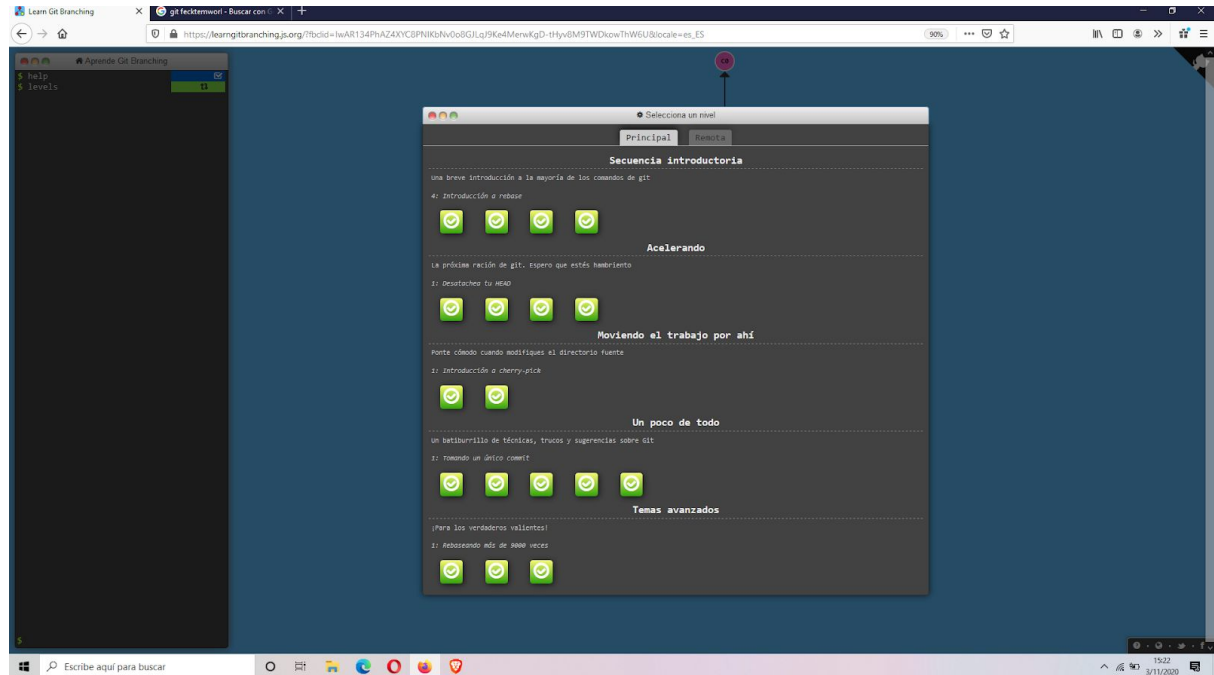 Learn Git Branching
git fecktemworl - Buscar con G
https://learngitbranching.js.org/?fbclid=IwAR134PhAZ4XYC8PNIKbNv0o8GJLqJ9Ke4MerwKgD-tHyv8M9TWDkowThW6U&locale=es_ES
90%
Aprende Git Branching
$ help
$ levels
$
Selecciona un nivel
Principal Remota
Secuencia introductoria
Una breve introducción a la mayoría de los comandos de git
4: Introducción a rebase
Acelerando
La próxima ración de git. Espero que estés hambriento
1: Desatachea tu HEAD
Moviendo el trabajo por ahí
Ponte cómodo cuando modifiques el directorio fuente
1: Introducción a cherry-pick
Un poco de todo
Un batiburrillo de técnicas, trucos y sugerencias sobre Git
1: Tomando un único commit
Temas avanzados
¡Para los verdaderos valientes!
1: Rebaseando más de 9000 veces
Escribe aquí para buscar
15:22
3/11/2020